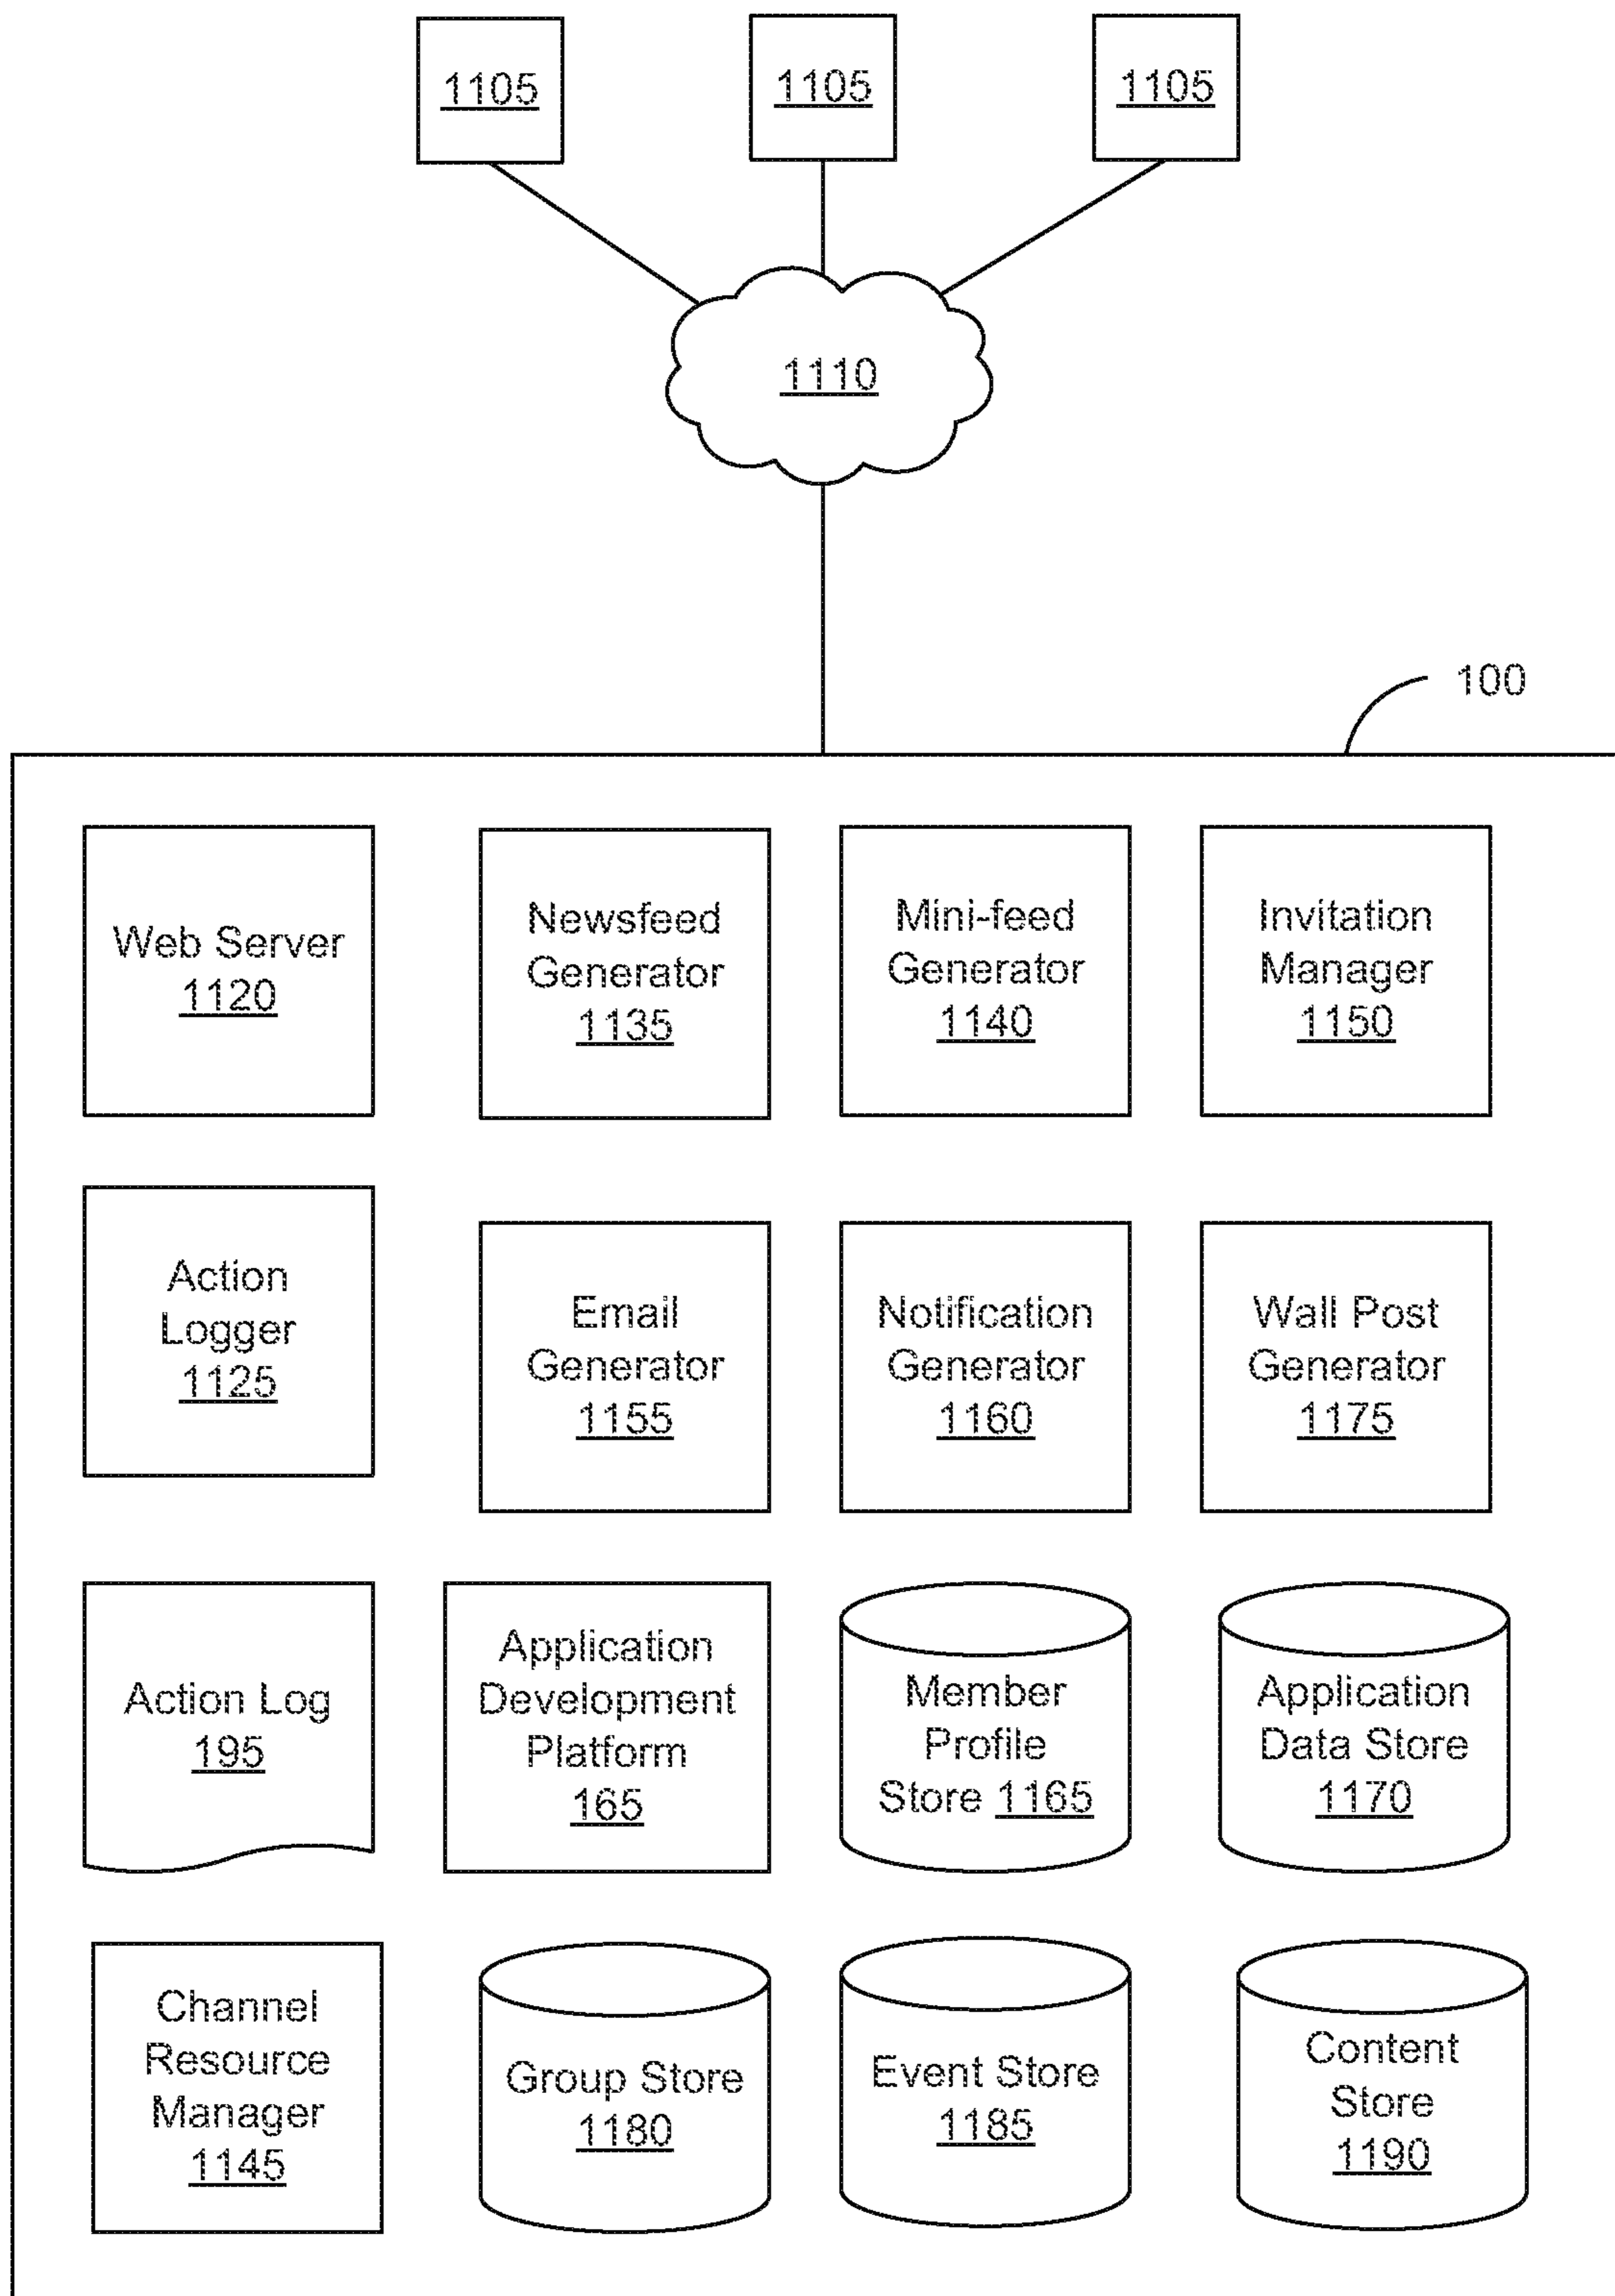 1105
1105
1105
1110
100
Web Server
1120
Newsfeed
Generator
1135
Mini-feed
Generator
1140
Invitation
Manager
1150
Action
Logger
1125
Email
Generator
1155
Notification
Generator
1160
Wall Post
Generator
1175
Action Log
195
Application
Development
Platform
165
Member
Profile
Store 1165
Application
Data Store
1170
Channel
Resource
Manager
1145
Group Store
1180
Event Store
1185
Content
Store
1190